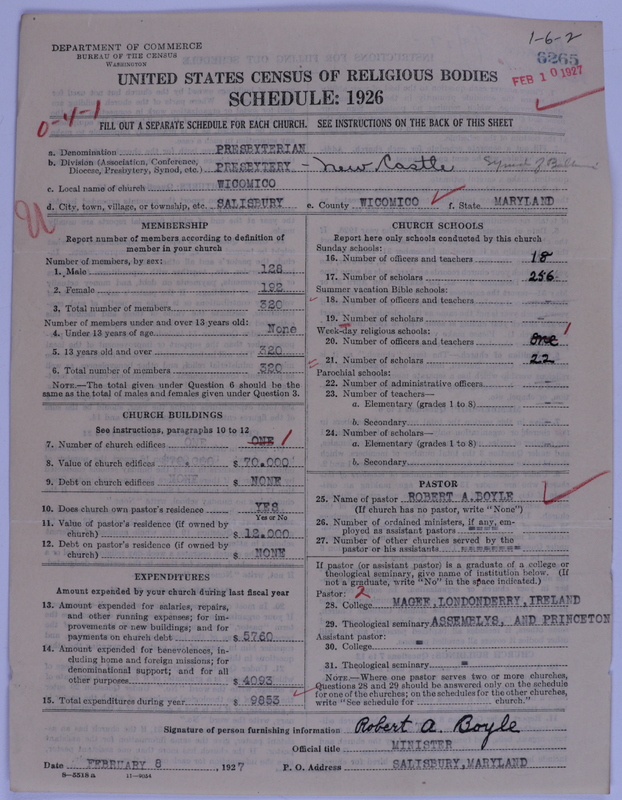 1-6-2
DEPARTMENT OF COMMERCE
BUREAU OF THE CENSUS
WASHINGTON
6265
FEB 10 1927
UNITED STATES CENSUS OF RELIGIOUS BODIES
SCHEDULE: 1926
0-4-1
FILL OUT A SEPARATE SCHEDULE FOR EACH CHURCH. SEE INSTRUCTIONS ON THE BACK OF THIS SHEET
a. Denomination PRESBYTERIAN
b. Division (Association, Conference, Diocese, Presbytery, Synod, etc.) PRESBYTERY - New Castle Synod of
c. Local name of church WICOMICO
d. City, town, village, or township, etc. SALISBURY e. County WICOMICO f. State MARYLAND
U
MEMBERSHIP
Report number of members according to definition of
member in your church
Number of members, by sex:
1. Male 128
2. Female 192
3. Total number of members 320
Number of members under and over 13 years old:
4. Under 13 years of age None
5. 13 years old and over 320
6. Total number of members 320
NOTE.—The total given under Question 6 should be the
same as the total of males and females given under Question 3.
CHURCH BUILDINGS
See instructions, paragraphs 10 to 12
7. Number of church edifices ONE 1
8. Value of church edifices $ 70.000
9. Debt on church edifices $ NONE
10. Does church own pastor's residence YES
Yes or No
11. Value of pastor's residence (if owned by
church) $ 12.000
12. Debt on pastor's residence (if owned by
church) $ NONE
EXPENDITURES
Amount expended by your church during last fiscal year
13. Amount expended for salaries, repairs,
and other running expenses; for im-
provements or new buildings; and for
payments on church debt $ 5760
14. Amount expended for benevolences, in-
cluding home and foreign missions; for
denominational support; and for all
other purposes $ 4093
15. Total expenditures during year $ 9853
CHURCH SCHOOLS
Report here only schools conducted by this church
Sunday schools:
16. Number of officers and teachers 18
17. Number of scholars 256
Summer vacation Bible schools:
18. Number of officers and teachers -
19. Number of scholars -
Week-day religious schools:
20. Number of officers and teachers one 1
21. Number of scholars 22
Parochial schools:
22. Number of administrative officers -
23. Number of teachers—
a. Elementary (grades 1 to 8) -
b. Secondary -
24. Number of scholars—
a. Elementary (grades 1 to 8) -
b. Secondary -
PASTOR
25. Name of pastor ROBERT A.BOYLE
(If church has no pastor, write "None")
26. Number of ordained ministers, if any, em-
ployed as assistant pastors ====
27. Number of other churches served by the
pastor or his assistants ========
If pastor (or assistant pastor) is a graduate of a college or
theological seminary, give name of institution below. (If
not a graduate, write "No" in the space indicated.)
Pastor: 2
28. College MAGEE, LONDONDERRY, IRELAND
29. Theological seminary ASSEMBLYS, AND PRINCETON
Assistant pastor:
30. College =
31. Theological seminary =
NOTE.—Where one pastor serves two or more churches,
Questions 28 and 29 should be answered only on the schedule
for one of the churches; on the schedules for the other churches,
write "See schedule for church."
Signature of person furnishing information Robert A. Boyle
Official title MINISTER
Date FEBRUARY 8 1927 P. O. Address SALISBURY, MARYLAND
8-5518a 11-9054